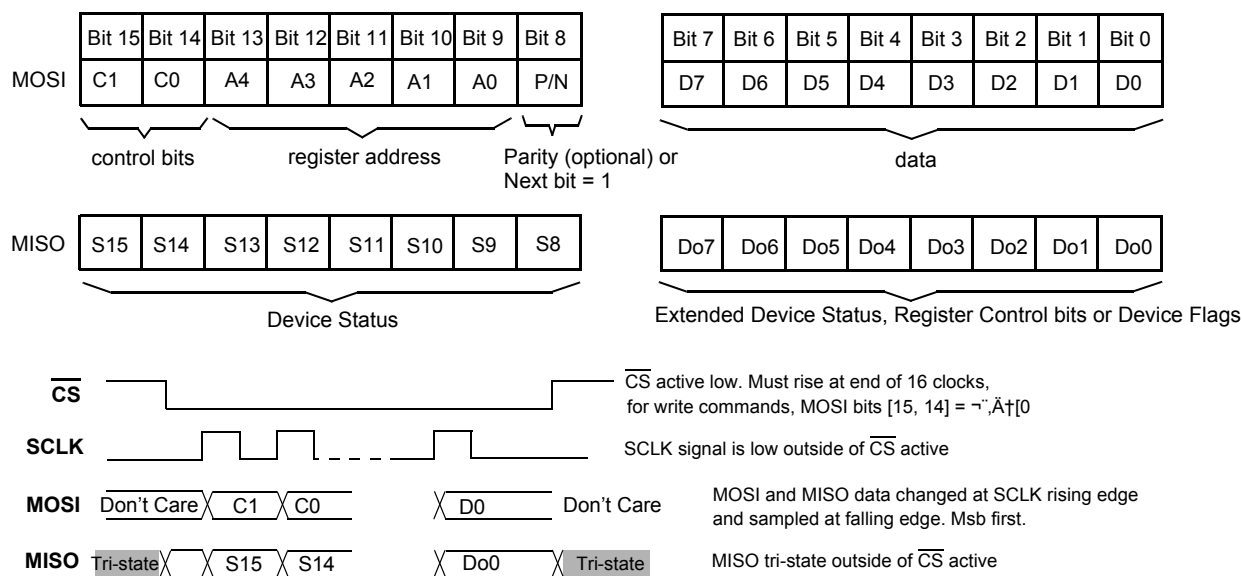 Bit 15 Bit 14 Bit 13 Bit 12 Bit 11 Bit 10 Bit 9 Bit 8 Bit 7 Bit 6 Bit 5 Bit 4 Bit 3 Bit 2 Bit 1 Bit 0
MOSI C1 C0 A4 A3 A2 A1 A0 P/N D7 D6 D5 D4 D3 D2 D1 D0
control bits register address Parity (optional) or data
Next bit = 1
MISO S15 S14 S13 S12 S11 S10 S9 S8 Do7 Do6 Do5 Do4 Do3 Do2 Do1 Do0
Device Status Extended Device Status, Register Control bits or Device Flags
CS CS active low. Must rise at end of 16 clocks,
for write commands, MOSI bits [15, 14] = ¬¨‚Ä†[0
SCLK SCLK signal is low outside of CS active
MOSI Don't Care C1 C0 D0 Don't Care MOSI and MISO data changed at SCLK rising edge
and sampled at falling edge. Msb first.
MISO Tri-state S15 S14 Do0 Tri-state MISO tri-state outside of CS active